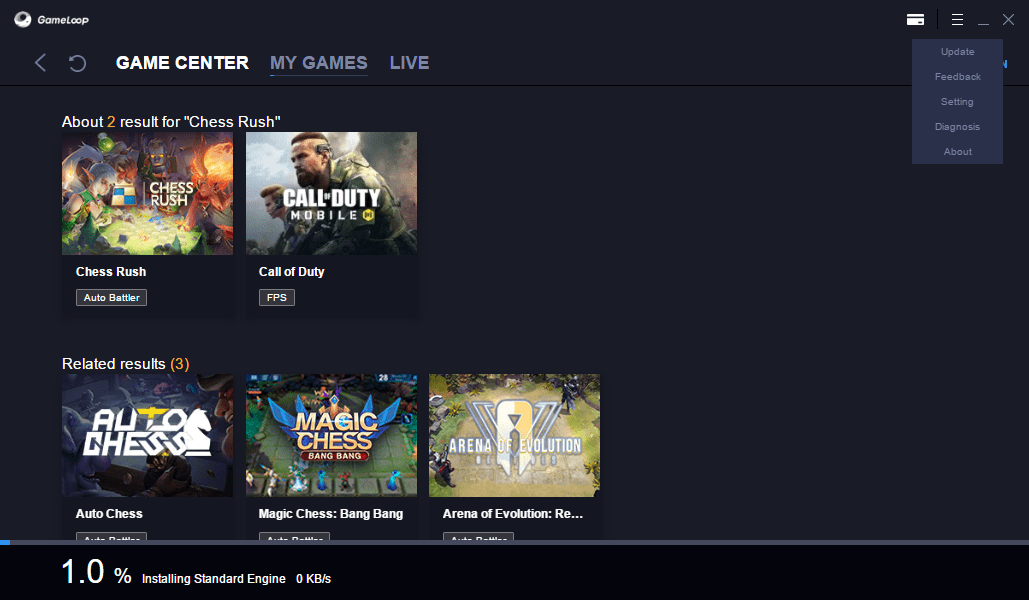 GameLoop
GAME CENTER MY GAMES LIVE
Update
Feedback
Setting
Diagnosis
About
About 2 result for "Chess Rush"
CHESS RUSH
CALL OF DUTY
MOBILE
Chess Rush
Call of Duty
Auto Battler
FPS
Related results (3)
AUTO CHESS
MAGIC CHESS
BANG BANG
ARENA OF EVOLUTION
Auto Chess
Magic Chess: Bang Bang
Arena of Evolution: Re...
Auto Battler
Auto Battler
Auto Battler
1.0 % Installing Standard Engine 0 KB/s